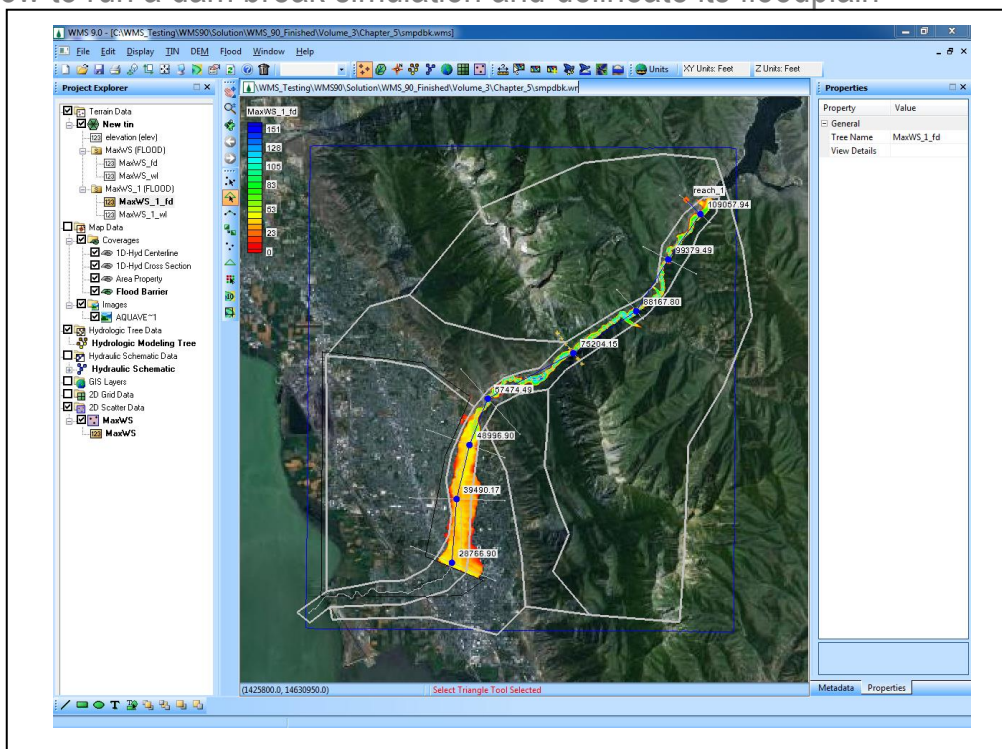 ow to run a dam break simulation and delineate its floodplain
WMS 9.0 - [C:\WMS_Testing\WMS90\Solution\WMS_90_Finished\Volume_3\Chapter_5\smpdbk.wms]
File Edit Display TIN DEM Flood Window Help
Units XY Units: Feet Z Units: Feet
Project Explorer
Terrain Data
New tin
elevation (elev)
MaxWS (FLOOD)
MaxWS_fd
MaxWS_wl
MaxWS_1 (FLOOD)
MaxWS_1_fd
MaxWS_1_wl
Map Data
Coverages
1D-Hyd Centerline
1D-Hyd Cross Section
Area Property
Flood Barrier
Images
AQUAVE~1
Hydrologic Tree Data
Hydrologic Modeling Tree
Hydraulic Schematic Data
Hydraulic Schematic
GIS Layers
2D Grid Data
2D Scatter Data
MaxWS
MaxWS
\WMS_Testing\WMS90\Solution\WMS_90_Finished\Volume_3\Chapter_5\smpdbk.wm
MaxWS_1_fd
151
128
105
83
53
23
0
reach_1
109057.94
99379.49
88167.80
75204.15
57474.49
48996.90
39490.17
28766.90
(1425800.0, 14630950.0)
Select Triangle Tool Selected
Properties
Property Value
General
Tree Name MaxWS_1_fd
View Details
Metadata Properties